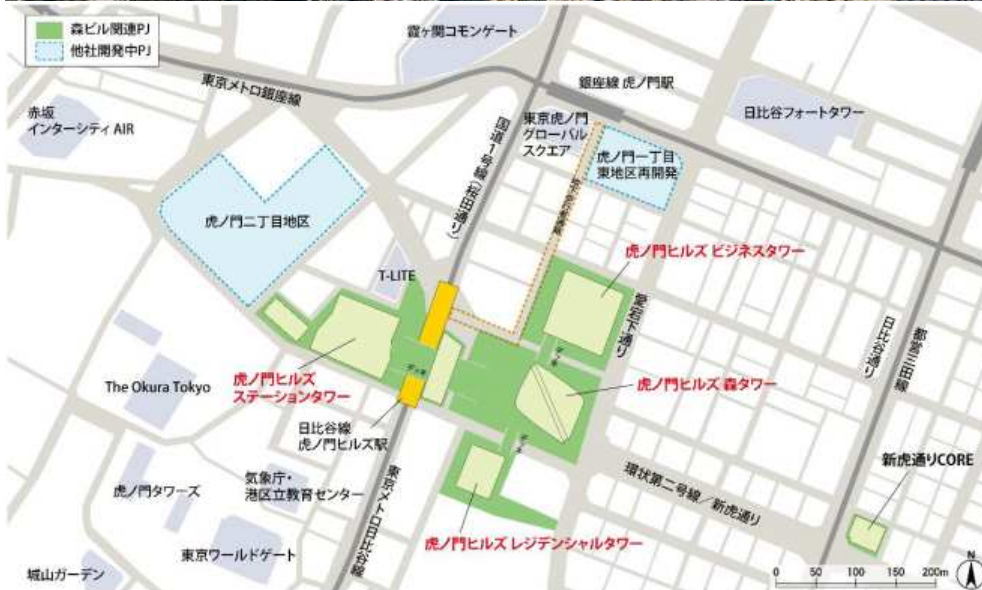 森ビル関連PJ
他社開発中PJ
霞ヶ関コモンゲート
東京メトロ銀座線
銀座線 虎ノ門駅
日比谷フォートタワー
赤坂
インターシティ AIR
国道1号線(桜田通り)
東京虎ノ門
グローバル
スクエア
虎ノ門一丁目
東地区再開発
虎ノ門二丁目地区
T-LITE
虎ノ門ヒルズ ビジネスタワー
愛宕下通り
日比谷通り
都営三田線
The Okura Tokyo
虎ノ門ヒルズ
ステーションタワー
デッキ
デッキ
虎ノ門ヒルズ 森タワー
日比谷線
虎ノ門ヒルズ駅
デッキ
新虎通りCORE
虎ノ門タワーズ
気象庁・
港区立教育センター
東京メトロ日比谷線
環状第二号線/新虎通り
東京ワールドゲート
虎ノ門ヒルズ レジデンシャルタワー
城山ガーデン
0 50 100 150 200m
N